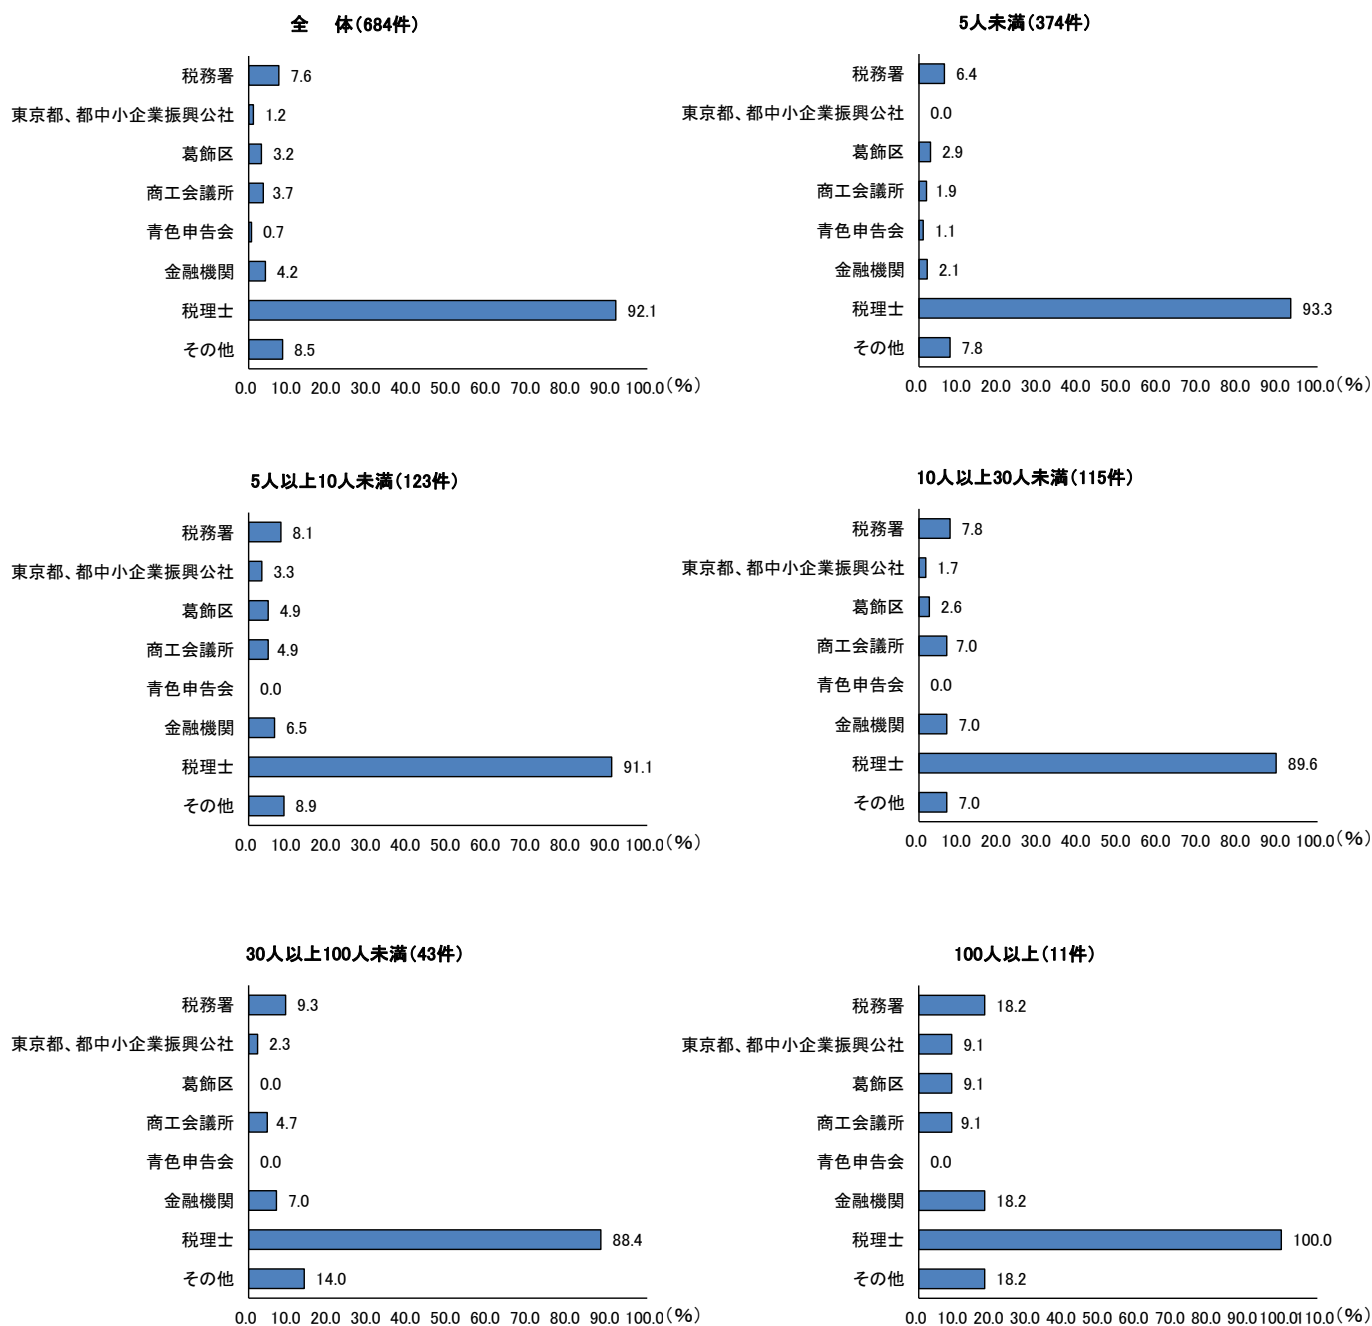 全　体（684件）
税務署 7.6
東京都、都中小企業振興公社 1.2
葛飾区 3.2
商工会議所 3.7
青色申告会 0.7
金融機関 4.2
税理士 92.1
その他 8.5
0.0 10.0 20.0 30.0 40.0 50.0 60.0 70.0 80.0 90.0 100.0（%）
5人未満（374件）
税務署 6.4
東京都、都中小企業振興公社 0.0
葛飾区 2.9
商工会議所 1.9
青色申告会 1.1
金融機関 2.1
税理士 93.3
その他 7.8
0.0 10.0 20.0 30.0 40.0 50.0 60.0 70.0 80.0 90.0 100.0（%）
5人以上10人未満（123件）
税務署 8.1
東京都、都中小企業振興公社 3.3
葛飾区 4.9
商工会議所 4.9
青色申告会 0.0
金融機関 6.5
税理士 91.1
その他 8.9
0.0 10.0 20.0 30.0 40.0 50.0 60.0 70.0 80.0 90.0 100.0（%）
10人以上30人未満（115件）
税務署 7.8
東京都、都中小企業振興公社 1.7
葛飾区 2.6
商工会議所 7.0
青色申告会 0.0
金融機関 7.0
税理士 89.6
その他 7.0
0.0 10.0 20.0 30.0 40.0 50.0 60.0 70.0 80.0 90.0 100.0（%）
30人以上100人未満（43件）
税務署 9.3
東京都、都中小企業振興公社 2.3
葛飾区 0.0
商工会議所 4.7
青色申告会 0.0
金融機関 7.0
税理士 88.4
その他 14.0
0.0 10.0 20.0 30.0 40.0 50.0 60.0 70.0 80.0 90.0 100.0（%）
100人以上（11件）
税務署 18.2
東京都、都中小企業振興公社 9.1
葛飾区 9.1
商工会議所 9.1
青色申告会 0.0
金融機関 18.2
税理士 100.0
その他 18.2
0.0 10.0 20.0 30.0 40.0 50.0 60.0 70.0 80.0 90.0 100.0 110.0（%）